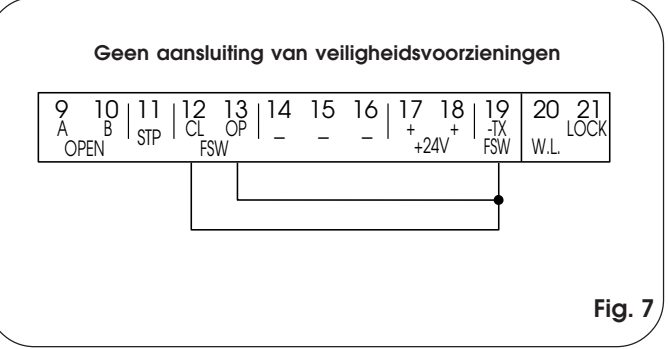 Geen aansluiting van veiligheidsvoorzieningen
9 10 11 12 13 14 15 16 17 18 19 20 21
A B STP CL OP _ _ _ + + -TX LOCK
OPEN FSW +24V FSW W.L.
Fig. 7